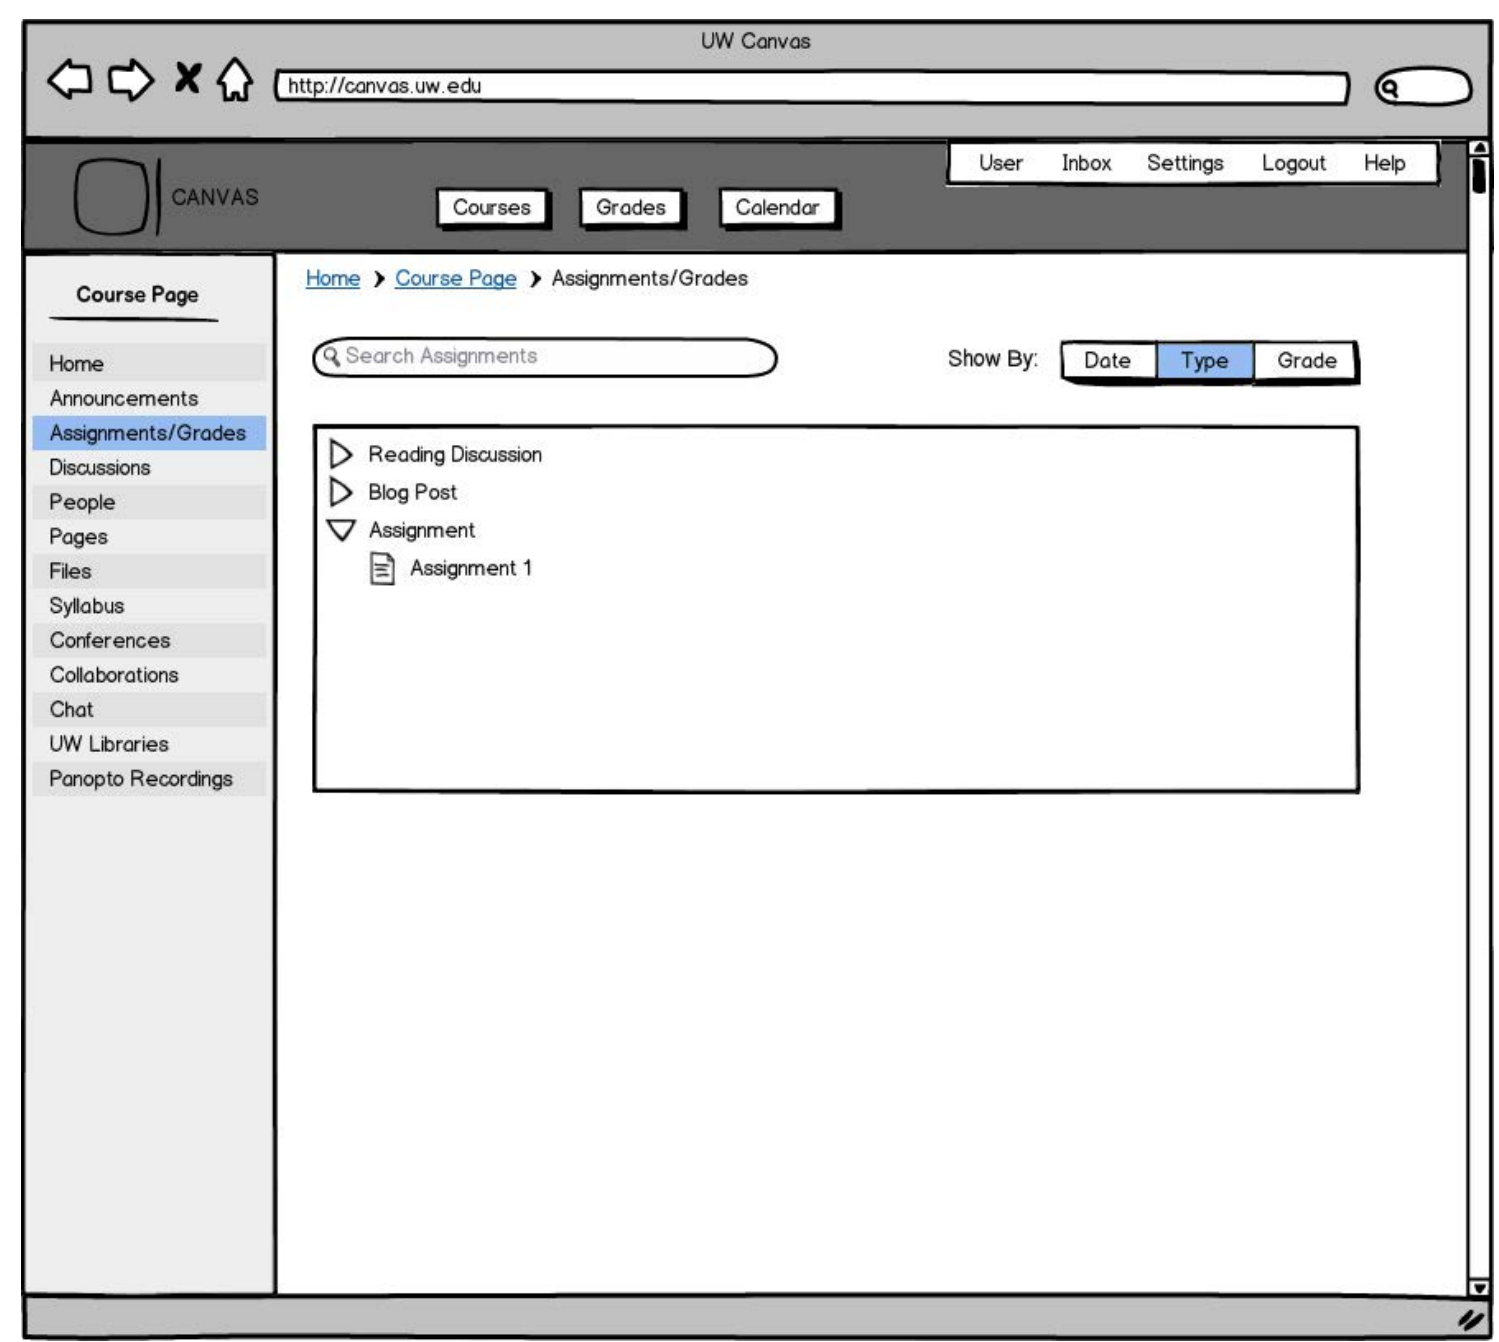 UW Canvas
http://canvas.uw.edu
User Inbox Settings Logout Help
CANVAS
Courses Grades Calendar
Course Page
Home
Announcements
Assignments/Grades
Discussions
People
Pages
Files
Syllabus
Conferences
Collaborations
Chat
UW Libraries
Panopto Recordings
Home > Course Page > Assignments/Grades
Search Assignments
Show By: Date Type Grade
Reading Discussion
Blog Post
Assignment
Assignment 1